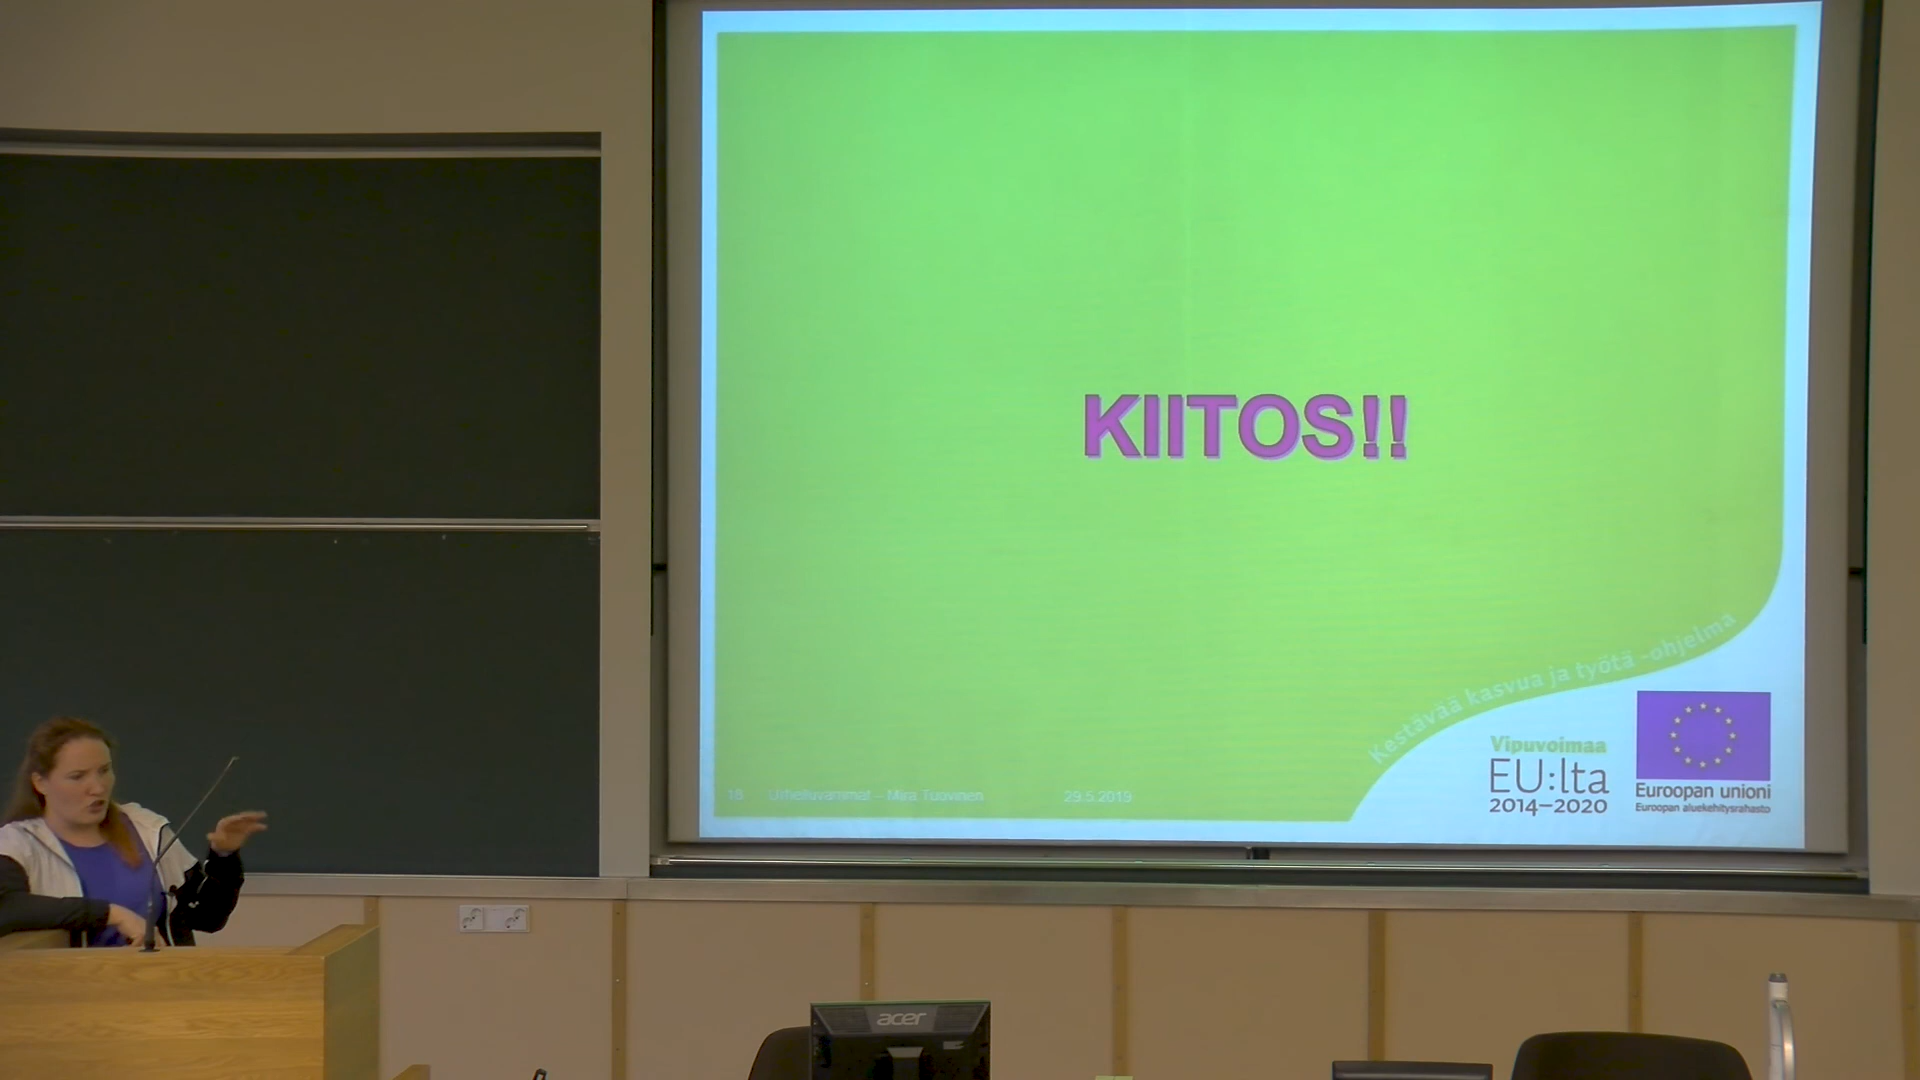 KIITOS!!
Kestävää kasvua ja työtä -ohjelma
18 Urheiluvammat – Mira Tuovinen 29.5.2019
Vipuvoimaa
EU:lta
2014–2020
Euroopan unioni
Euroopan aluekehitysrahasto
acer